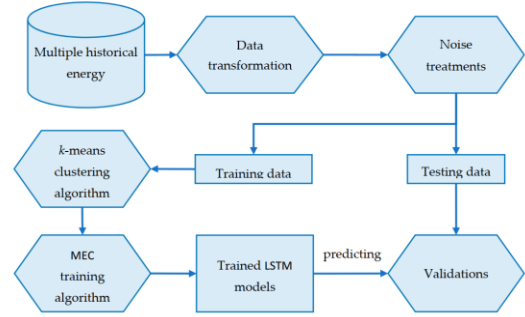 Multiple historical
energy
Data
transformation
Noise
treatments
k-means
clustering
algorithm
Training data
Testing data
MEC
training
algorithm
Trained LSTM
models
predicting
Validations